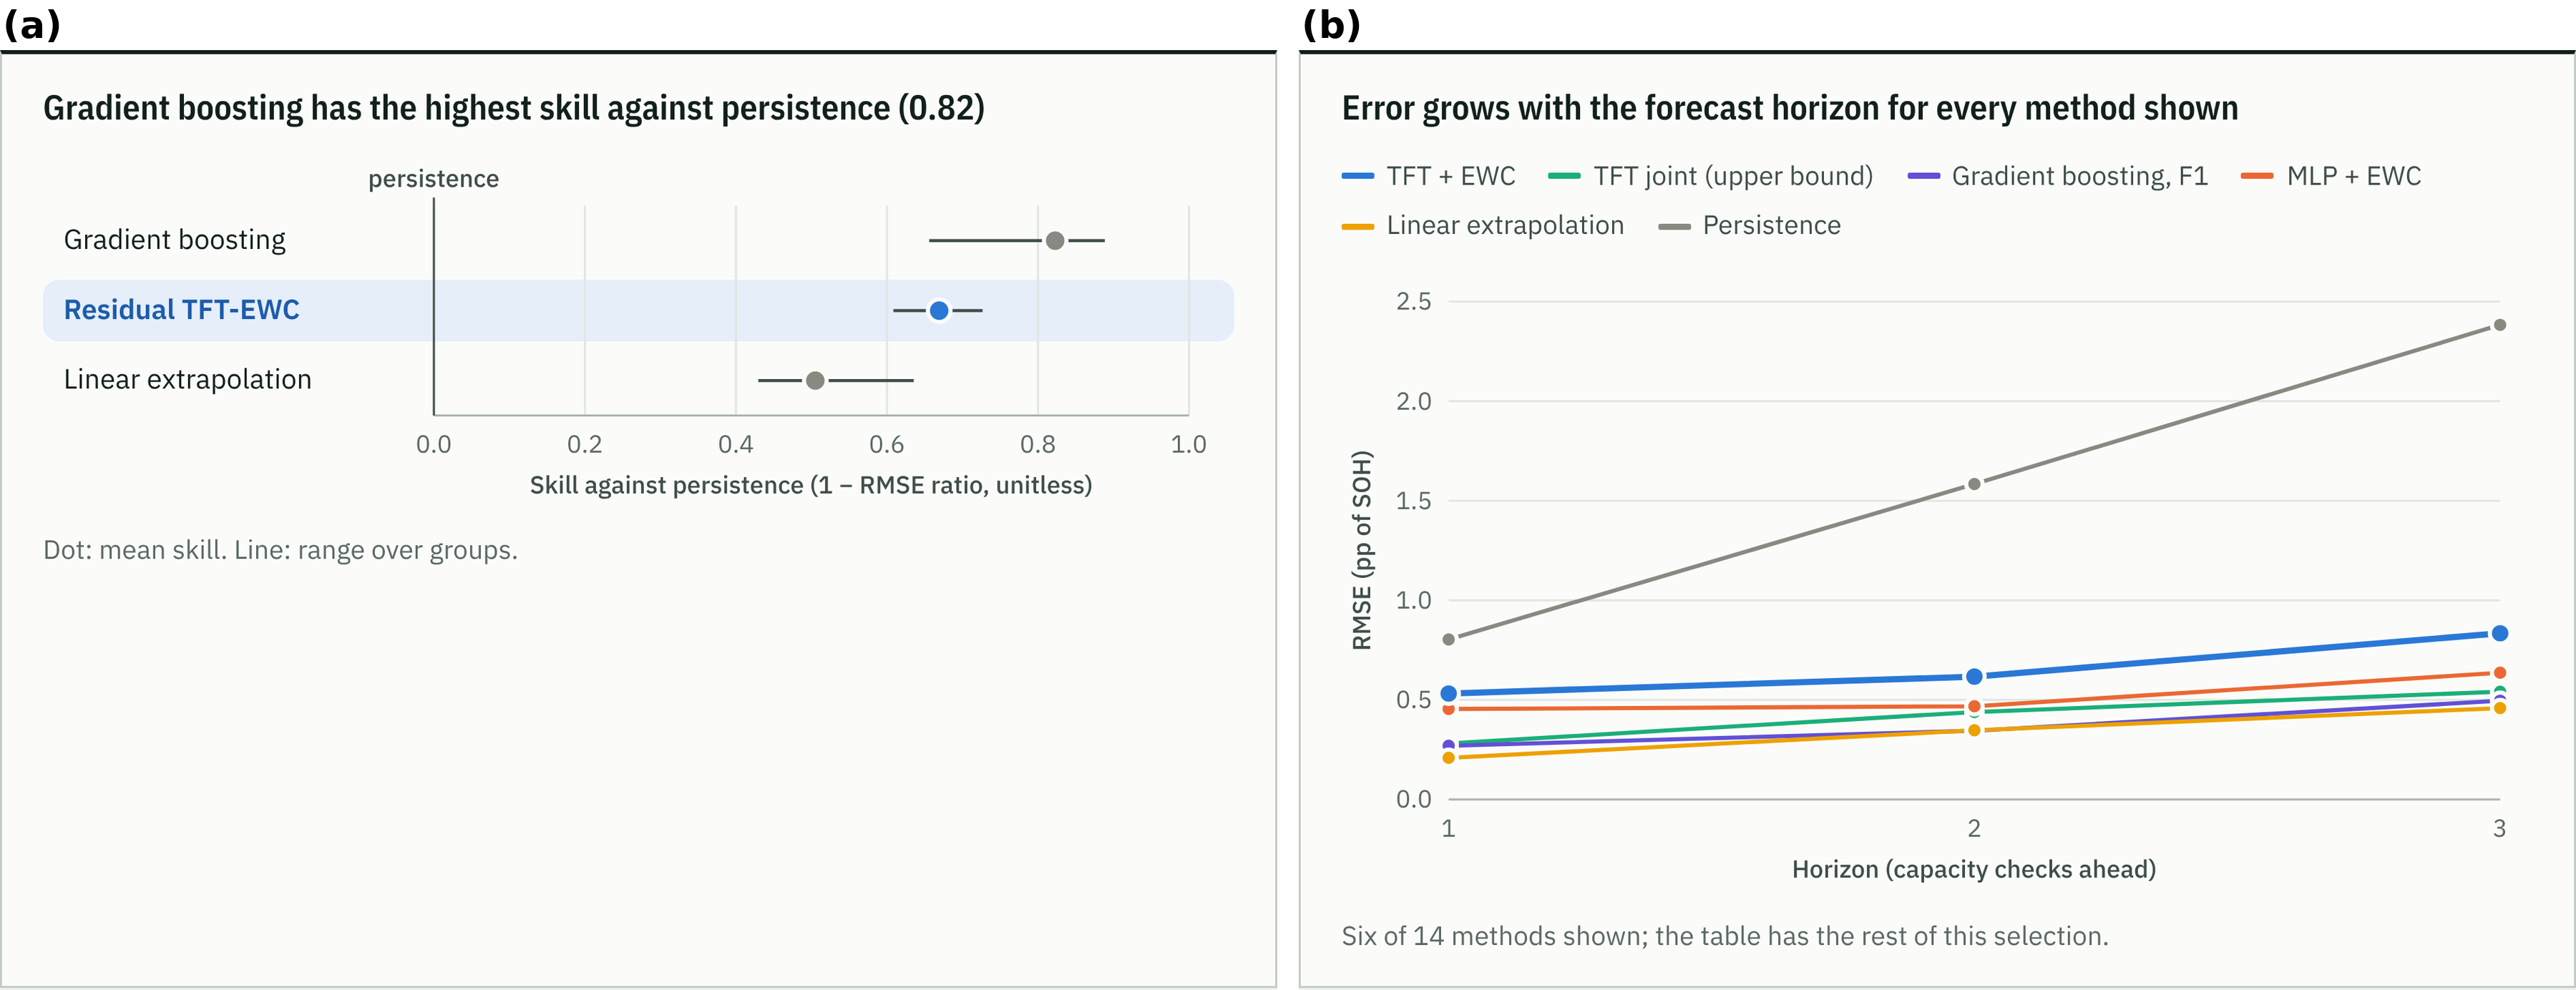 (a)
Gradient boosting has the highest skill against persistence (0.82)
persistence
Gradient boosting
Residual TFT-EWC
Linear extrapolation
0.0 0.2 0.4 0.6 0.8 1.0
Skill against persistence (1 – RMSE ratio, unitless)
Dot: mean skill. Line: range over groups.
(b)
Error grows with the forecast horizon for every method shown
TFT + EWC TFT joint (upper bound) Gradient boosting, F1 MLP + EWC
Linear extrapolation Persistence
2.5
2.0
1.5
1.0
0.5
0.0
RMSE (pp of SOH)
1 2 3
Horizon (capacity checks ahead)
Six of 14 methods shown; the table has the rest of this selection.